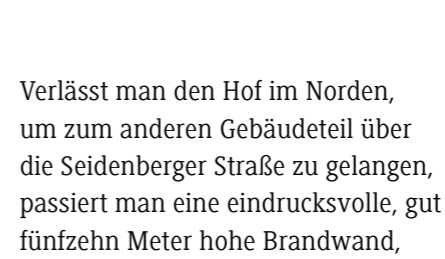 Verlässt man den Hof im Norden,
um zum anderen Gebäudeteil über
die Seidenberger Straße zu gelangen,
passiert man eine eindrucksvolle, gut
fünfzehn Meter hohe Brandwand,